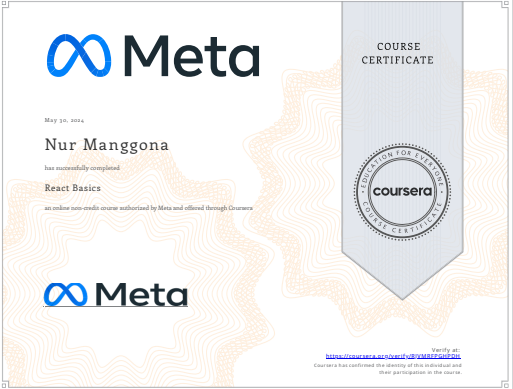 Meta
COURSE
CERTIFICATE
May 30, 2024
Nur Manggona
has successfully completed
React Basics
an online non-credit course authorized by Meta and offered through Coursera
EDUCATION FOR EVERYONE
coursera
COURSE CERTIFICATE
Meta
Verify at:
https://coursera.org/verify/RJVMRFPGHPDH
Coursera has confirmed the identity of this individual and
their participation in the course.